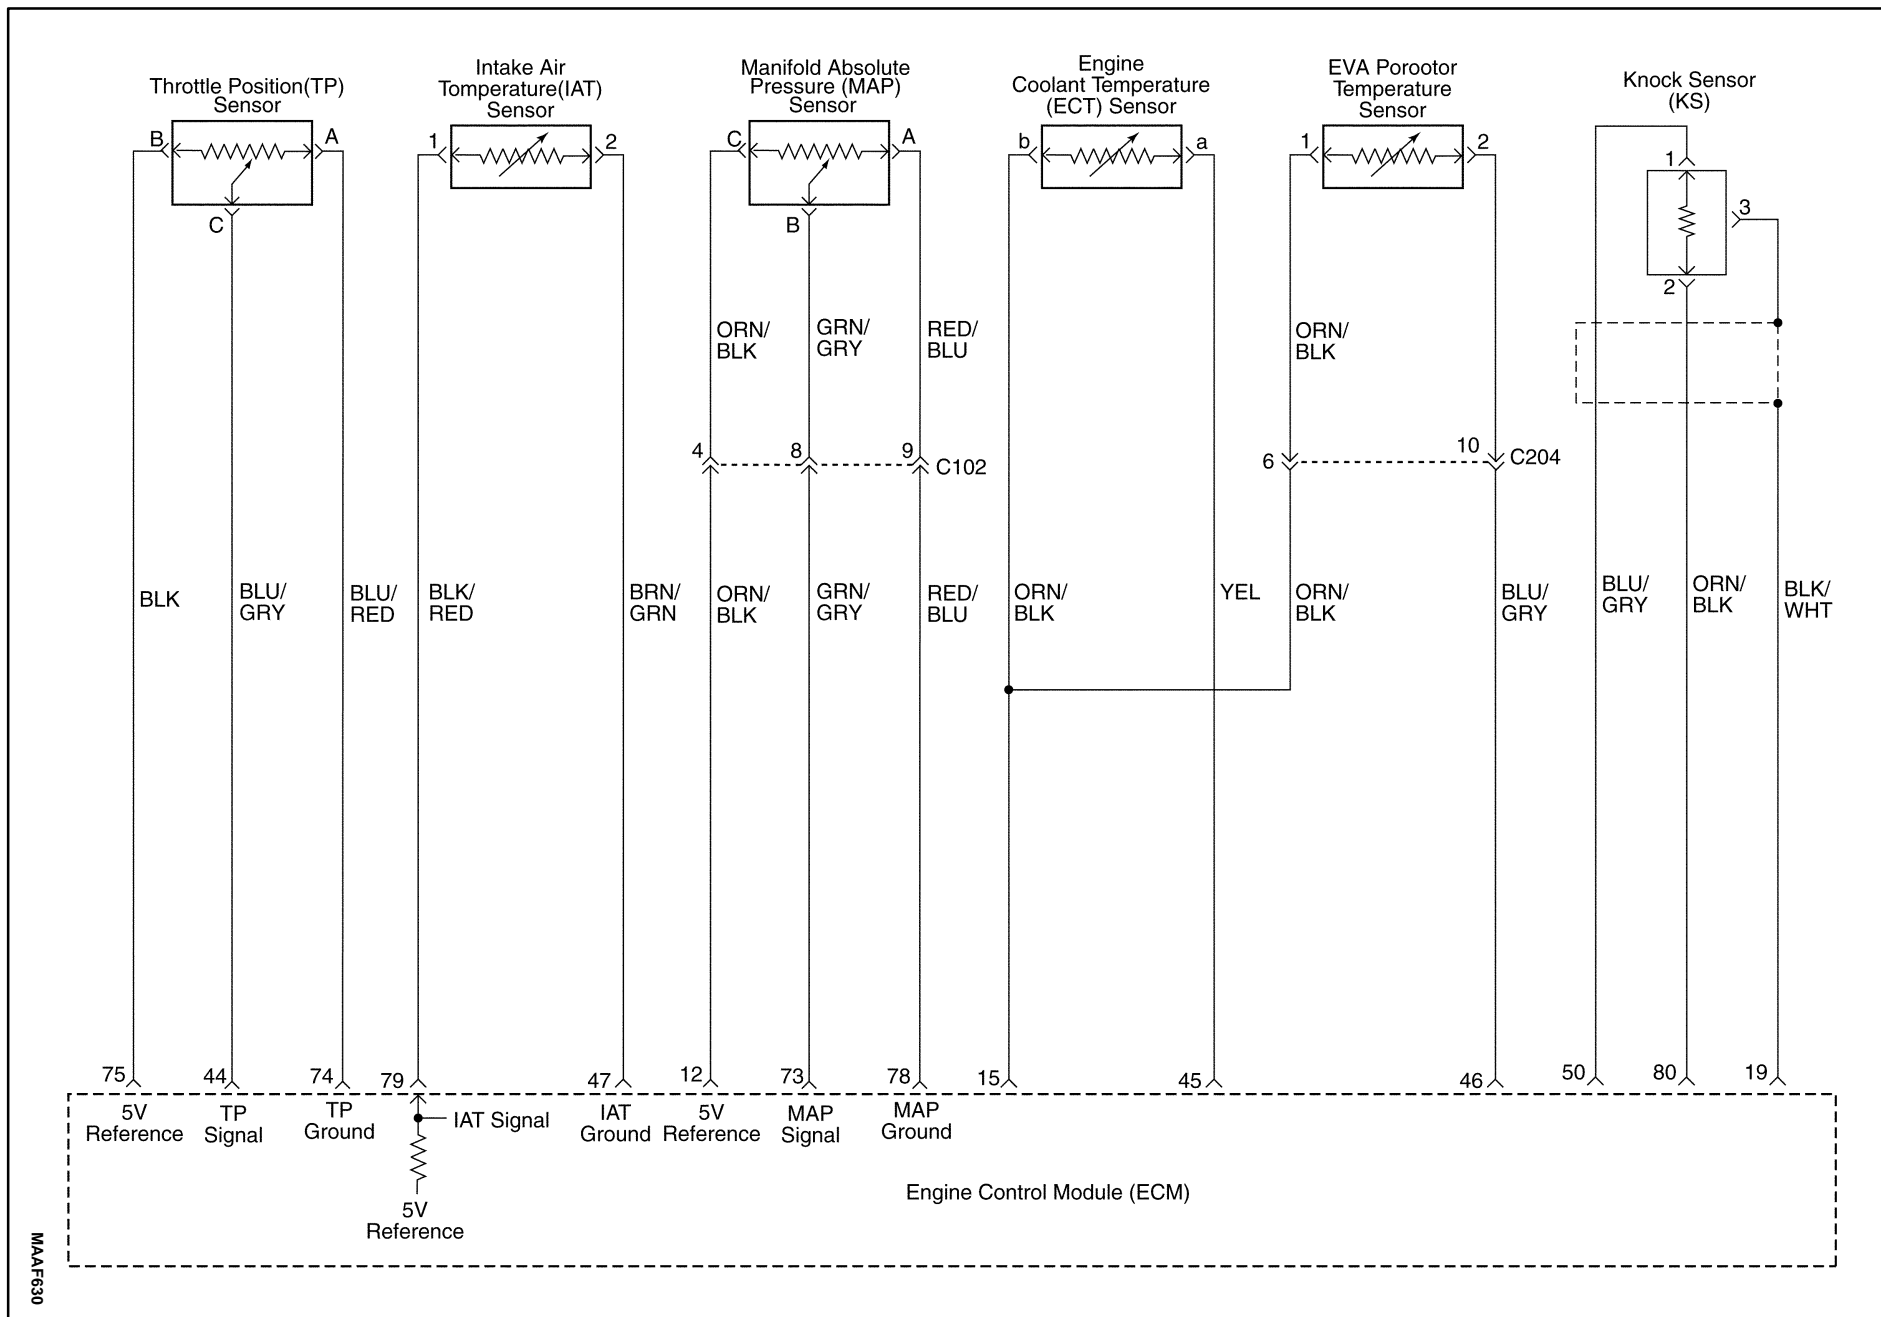 Throttle Position(TP)
Sensor
Intake Air
Tomperature(IAT)
Sensor
Manifold Absolute
Pressure (MAP)
Sensor
Engine
Coolant Temperature
(ECT) Sensor
EVA Porootor
Temperature
Sensor
Knock Sensor
(KS)
B
A
C
1
2
C
A
B
b
a
1
2
1
3
2
ORN/
BLK
GRN/
GRY
RED/
BLU
ORN/
BLK
4
8
9
C102
6
10
C204
BLK
BLU/
GRY
BLU/
RED
BLK/
RED
BRN/
GRN
ORN/
BLK
GRN/
GRY
RED/
BLU
ORN/
BLK
YEL
ORN/
BLK
BLU/
GRY
BLU/
GRY
ORN/
BLK
BLK/
WHT
75
44
74
79
47
12
73
78
15
45
46
50
80
19
5V
Reference
TP
Signal
TP
Ground
IAT Signal
IAT
Ground
5V
Reference
MAP
Signal
MAP
Ground
5V
Reference
Engine Control Module (ECM)
MAAF630